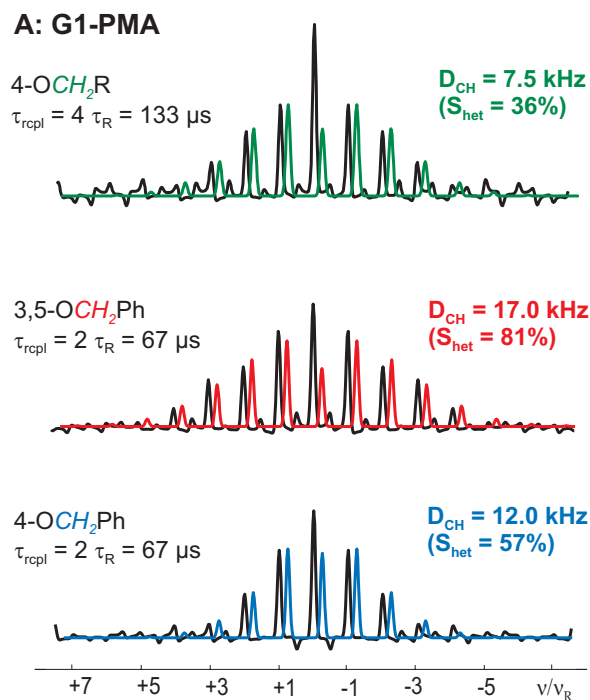 A: G1-PMA
4-OCH₂R
τrcpl = 4 τR = 133 µs
DCH = 7.5 kHz
(Shet = 36%)
3,5-OCH₂Ph
τrcpl = 2 τR = 67 µs
DCH = 17.0 kHz
(Shet = 81%)
4-OCH₂Ph
τrcpl = 2 τR = 67 µs
DCH = 12.0 kHz
(Shet = 57%)
+7 +5 +3 +1 -1 -3 -5 ν/νR